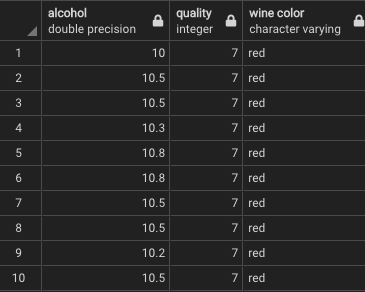 alcohol quality wine color
double precision integer character varying
1 10 7 red
2 10.5 7 red
3 10.5 7 red
4 10.3 7 red
5 10.8 7 red
6 10.8 7 red
7 10.5 7 red
8 10.5 7 red
9 10.2 7 red
10 10.5 7 red